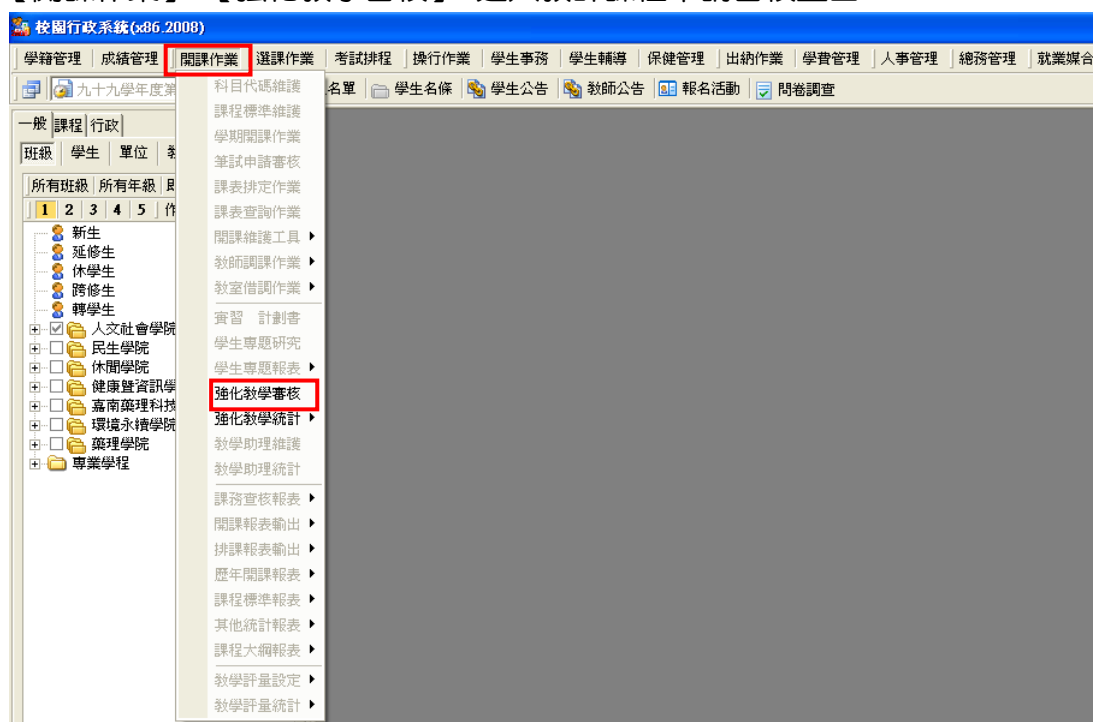 校園行政系統(x86.2008)
學籍管理 成績管理 開課作業 選課作業 考試排程 操行作業 學生事務 學生輔導 保健管理 出納作業 學費管理 人事管理 總務管理 就業媒合
九十九學年度第 名單 學生名條 學生公告 教師公告 報名活動 問卷調查
一般 課程 行政
班級 學生 單位
所有班級 所有年級
1 2 3 4 5
新生
延修生
休學生
跨修生
轉學生
人文社會學院
民生學院
休閒學院
健康暨資訊學
嘉南藥理科技
環境永續學院
藥理學院
專業學程
科目代碼維護
課程標準維護
學期開課作業
筆試申請審核
課表排定作業
課表查詢作業
開課維護工具
教師調課作業
教室借調作業
實習 計劃書
學生專題研究
學生專題報表
強化教學審核
強化教學統計
教學助理維護
教學助理統計
課務查核報表
開課報表輸出
排課報表輸出
歷年開課報表
課程標準報表
其他統計報表
課程大綱報表
教學評量設定
教學評量統計